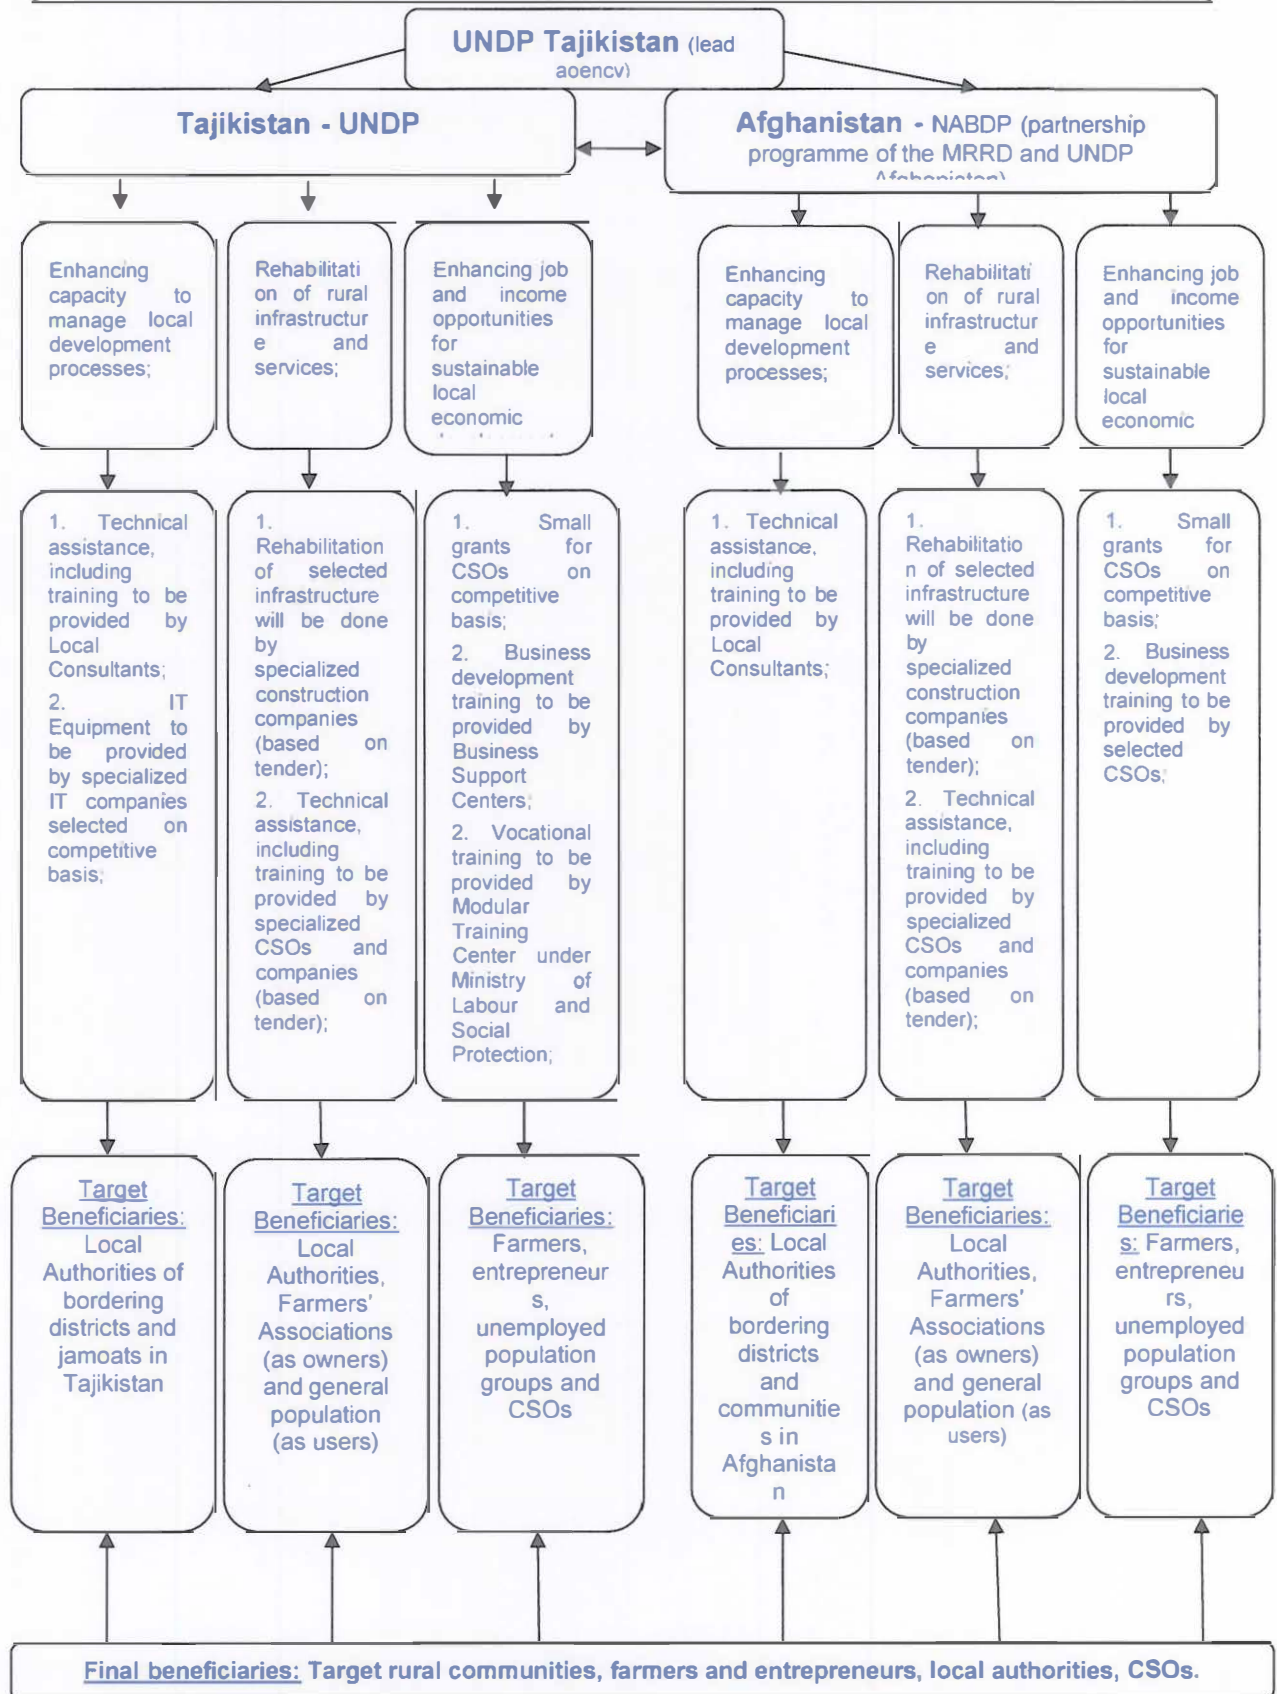 UNDP Tajikistan (lead
Tajikistan - UNDP
Afghanistan - NABDP (partnership
programme of the MRRD and UNDP
Enhancing
capacity to
manage local
development
processes;
Rehabilitati
on of rural
infrastructur
e and
services;
Enhancing job
and income
opportunities
for
sustainable
local
economic
Enhancing
capacity to
manage local
development
processes;
Rehabilitati
on of rural
infrastructur
e and
services;
Enhancing job
and income
opportunities
for
sustainable
local
economic
1. Technical
assistance,
including
training to be
provided by
Local
Consultants;
2. IT
Equipment to
be provided
by specialized
IT companies
selected on
competitive
basis;
1.
Rehabilitation
of selected
infrastructure
will be done
by
specialized
construction
companies
(based on
tender);
2. Technical
assistance,
including
training to be
provided by
specialized
CSOs and
companies
(based on
tender);
1. Small
grants for
CSOs on
competitive
basis;
2. Business
development
training to be
provided by
Business
Support
Centers;
2. Vocational
training to be
provided by
Modular
Training
Center under
Ministry of
Labour and
Social
Protection;
1. Technical
assistance,
including
training to be
provided by
Local
Consultants;
1.
Rehabilitatio
n of selected
infrastructure
will be done
by
specialized
construction
companies
(based on
tender);
2. Technical
assistance,
including
training to be
provided by
specialized
CSOs and
companies
(based on
tender);
1. Small
grants for
CSOs on
competitive
basis;
2. Business
development
training to be
provided by
selected
CSOs;
Target
Beneficiaries:
Local
Authorities of
bordering
districts and
jamoats in
Tajikistan
Target
Beneficiaries:
Local
Authorities,
Farmers'
Associations
(as owners)
and general
population
(as users)
Target
Beneficiaries:
Farmers,
entrepreneur
s,
unemployed
population
groups and
CSOs
Target
Beneficiari
es: Local
Authorities
of
bordering
districts
and
communitie
s in
Afghanista
n
Target
Beneficiaries:
Local
Authorities,
Farmers'
Associations
(as owners)
and general
population (as
users)
Target
Beneficiarie
s: Farmers,
entrepreneu
rs,
unemployed
population
groups and
CSOs
Final beneficiaries: Target rural communities, farmers and entrepreneurs, local authorities, CSOs.